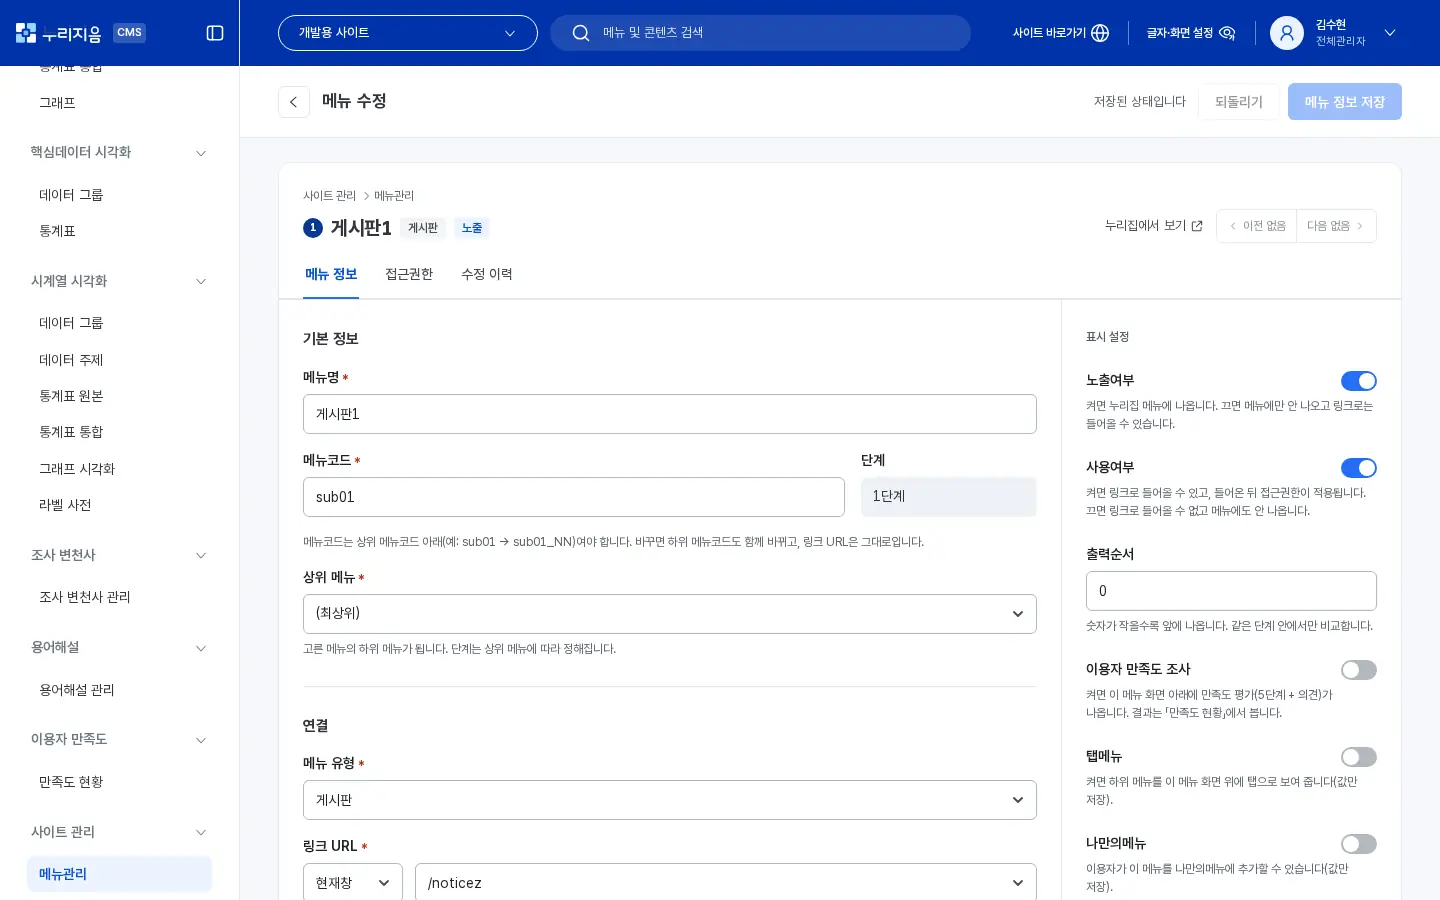 누리지음 CMS
개발용 사이트
메뉴 및 콘텐츠 검색
사이트 바로가기
글자·화면 설정
김수현
전체관리자
통계표 통합
그래프
핵심데이터 시각화
데이터 그룹
통계표
시계열 시각화
데이터 그룹
데이터 주제
통계표 원본
통계표 통합
그래프 시각화
라벨 사전
조사 변천사
조사 변천사 관리
용어해설
용어해설 관리
이용자 만족도
만족도 현황
사이트 관리
메뉴관리
메뉴 수정
저장된 상태입니다
되돌리기
메뉴 정보 저장
사이트 관리 > 메뉴관리
1 게시판1 게시판 노출
누리집에서 보기
이전 없음
다음 없음
메뉴 정보
접근권한
수정 이력
기본 정보
메뉴명 *
게시판1
메뉴코드 *
sub01
단계
1단계
메뉴코드는 상위 메뉴코드 아래(예: sub01 → sub01_NN)여야 합니다. 바꾸면 하위 메뉴코드도 함께 바뀌고, 링크 URL은 그대로입니다.
상위 메뉴 *
(최상위)
고른 메뉴의 하위 메뉴가 됩니다. 단계는 상위 메뉴에 따라 정해집니다.
연결
메뉴 유형 *
게시판
링크 URL *
현재창
/noticez
표시 설정
노출여부
켜면 누리집 메뉴에 나옵니다. 끄면 메뉴에만 안 나오고 링크로는
들어올 수 있습니다.
사용여부
켜면 링크로 들어올 수 있고, 들어온 뒤 접근권한이 적용됩니다.
끄면 링크로 들어올 수 없고 메뉴에도 안 나옵니다.
출력순서
0
숫자가 작을수록 앞에 나옵니다. 같은 단계 안에서만 비교합니다.
이용자 만족도 조사
켜면 이 메뉴 화면 아래에 만족도 평가(5단계 + 의견)가
나옵니다. 결과는 「만족도 현황」에서 봅니다.
탭메뉴
켜면 하위 메뉴를 이 메뉴 화면 위에 탭으로 보여 줍니다(값만
저장).
나만의메뉴
이용자가 이 메뉴를 나만의메뉴에 추가할 수 있습니다(값만
저장).